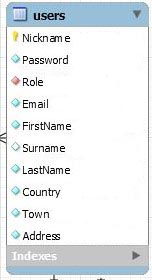 users
Nickname
Password
Role
Email
FirstName
Surname
LastName
Country
Town
Address
Indexes